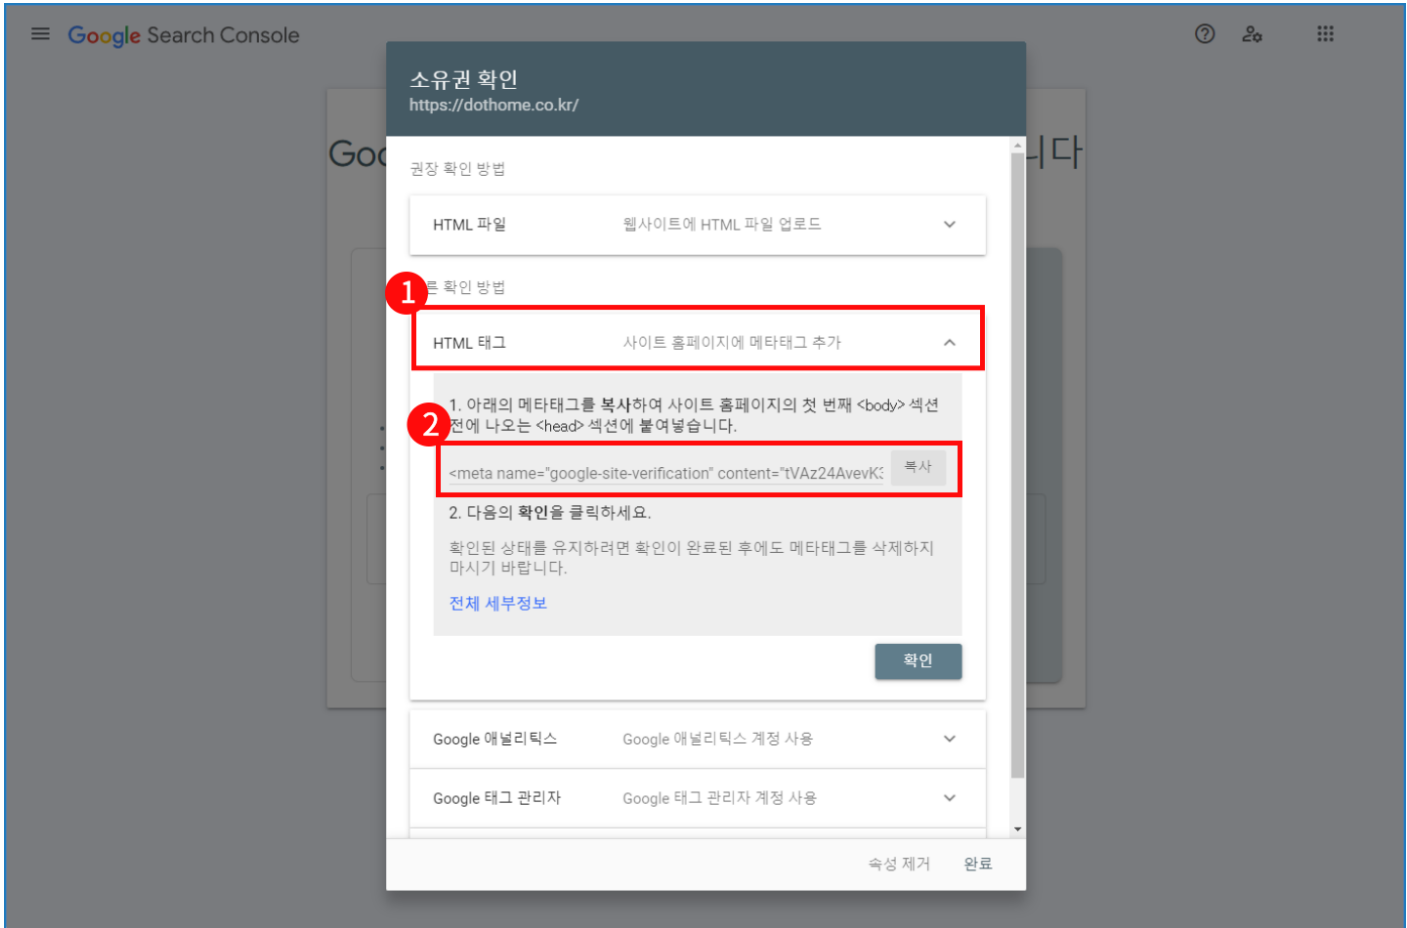 Google Search Console
소유권 확인
https://dothome.co.kr/
Goo
니다
권장 확인 방법
HTML 파일 웹사이트에 HTML 파일 업로드
1
른 확인 방법
HTML 태그 사이트 홈페이지에 메타태그 추가
1. 아래의 메타태그를 복사하여 사이트 홈페이지의 첫 번째 <body> 섹션
2
전에 나오는 <head> 섹션에 붙여넣습니다.
<meta name="google-site-verification" content="tVAz24AvevK3 복사
2. 다음의 확인을 클릭하세요.
확인된 상태를 유지하려면 확인이 완료된 후에도 메타태그를 삭제하지
마시기 바랍니다.
전체 세부정보
확인
Google 애널리틱스 Google 애널리틱스 계정 사용
Google 태그 관리자 Google 태그 관리자 계정 사용
속성 제거 완료